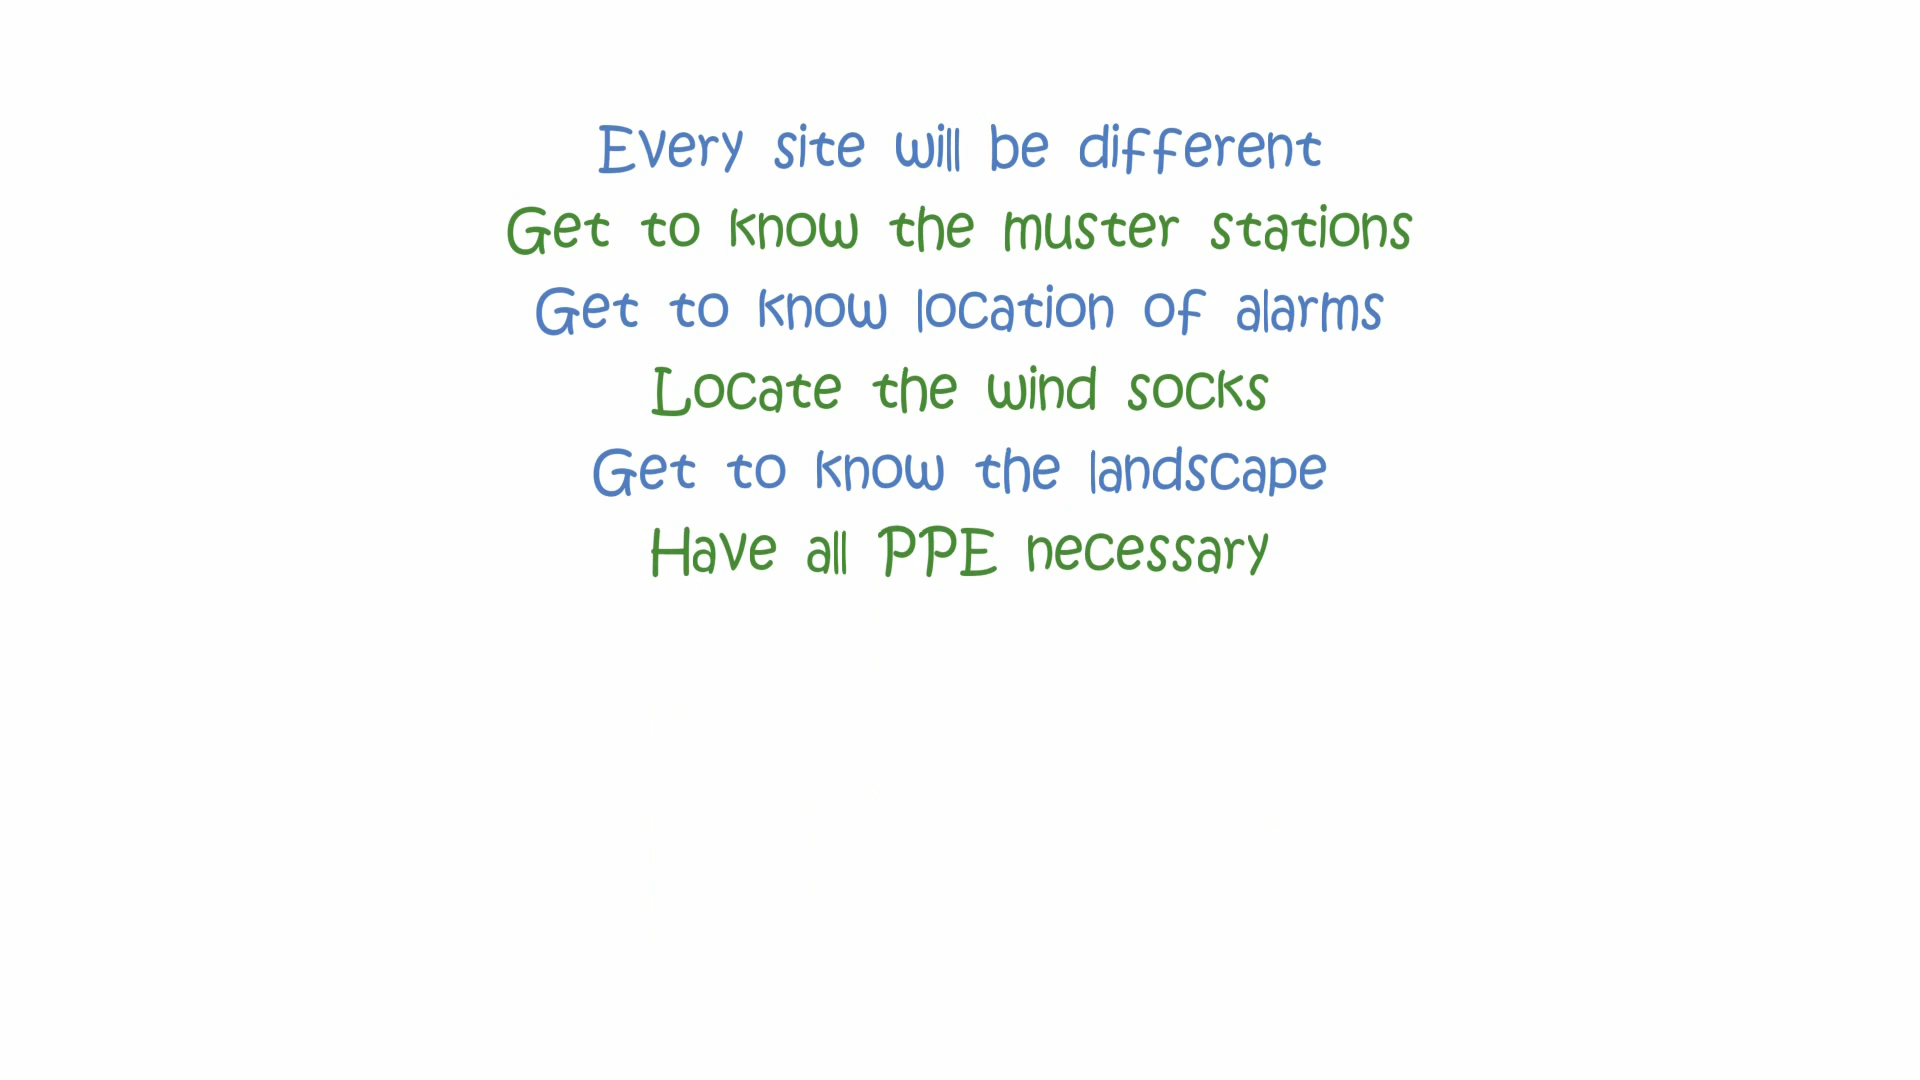 Every site will be different
Get to know the muster stations
Get to know location of alarms
Locate the wind socks
Get to know the landscape
Have all PPE necessary